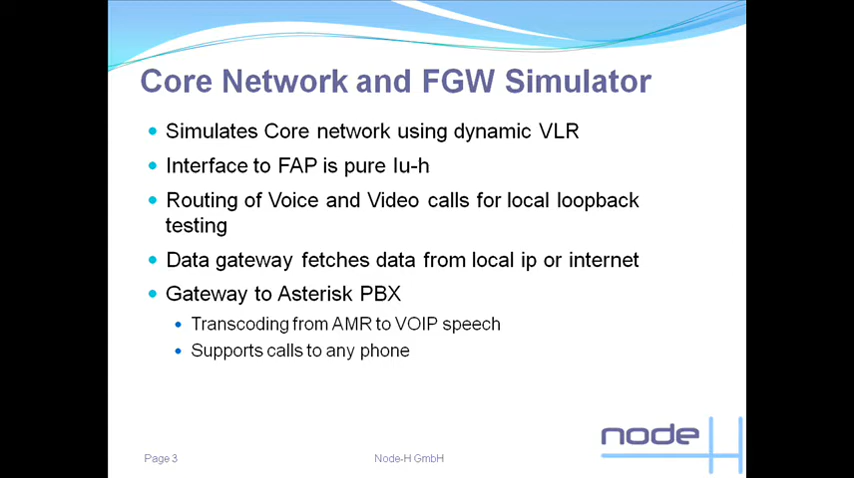 Core Network and FGW Simulator
Simulates Core network using dynamic VLR
Interface to FAP is pure Iu-h
Routing of Voice and Video calls for local loopback
testing
Data gateway fetches data from local ip or internet
Gateway to Asterisk PBX
Transcoding from AMR to VOIP speech
Supports calls to any phone
Page 3
Node-H GmbH
node H